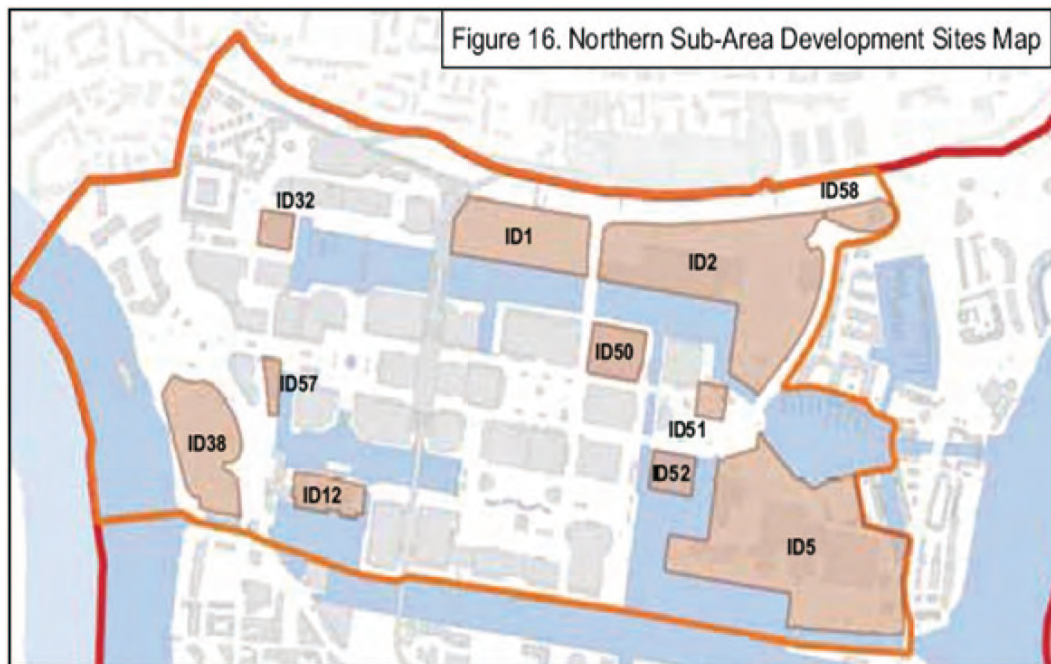 Figure 16. Northern Sub-Area Development Sites Map
ID58
ID32
ID1
ID2
ID50
ID57
ID51
ID38
ID52
ID12
ID5